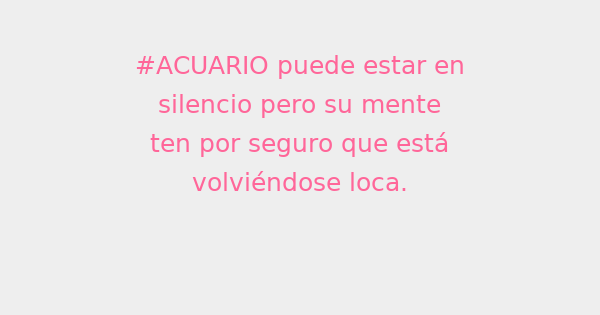 #ACUARIO puede estar en
silencio pero su mente
ten por seguro que está
volviéndose loca.